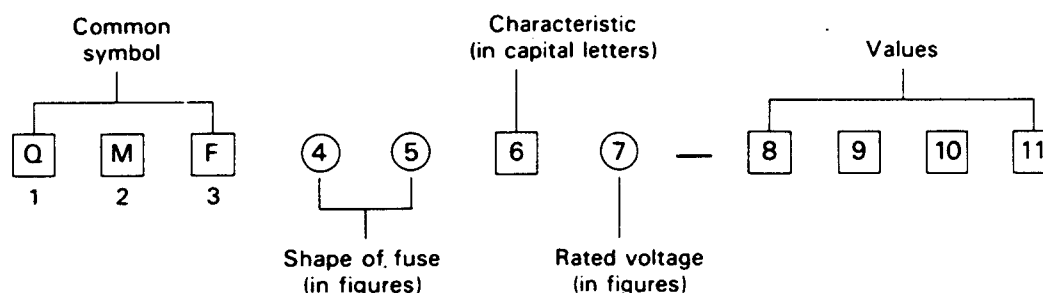 Common
symbol
Characteristic
(in capital letters)
Values
Q M F 4 5 6 7 — 8 9 10 11
1 2 3
Shape of fuse
(in figures)
Rated voltage
(in figures)